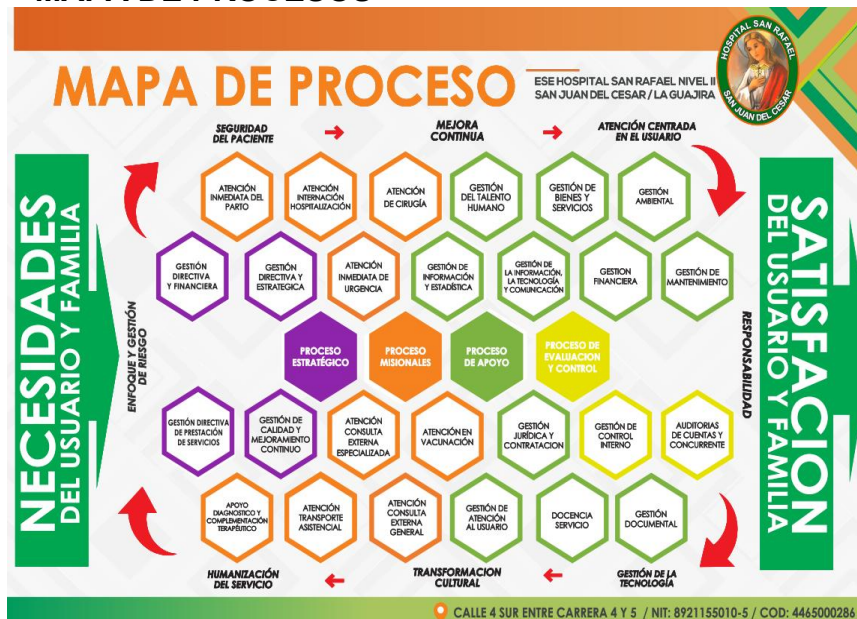 MAPA DE PROCESO
ESE HOSPITAL SAN RAFAEL NIVEL II
SAN JUAN DEL CESAR / LA GUAJIRA
HOSPITAL SAN RAFAEL
SAN JUAN DEL CESAR
SEGURIDAD
DEL PACIENTE
MEJORA
CONTINUA
ATENCIÓN CENTRADA
EN EL USUARIO
NECESIDADES
DEL USUARIO Y FAMILIA
ENFOQUE Y GESTIÓN
DE RIESGO
ATENCIÓN
INMEDIATA DEL
PARTO
ATENCIÓN
INTERNACIÓN
HOSPITALIZACIÓN
ATENCIÓN
DE CIRUGÍA
GESTIÓN
DEL TALENTO
HUMANO
GESTIÓN DE
BIENES Y
SERVICIOS
GESTIÓN
AMBIENTAL
GESTIÓN
DIRECTIVA
Y FINANCIERA
GESTIÓN
DIRECTIVA Y
ESTRATEGICA
ATENCIÓN
INMEDIATA DE
URGENCIA
GESTIÓN DE
INFORMACIÓN
Y ESTADÍSTICA
GESTIÓN DE
LA INFORMACIÓN,
LA TECNOLOGÍA
Y COMUNICACIÓN
GESTION
FINANCIERA
GESTIÓN DE
MANTENIMIENTO
PROCESO
ESTRATÉGICO
PROCESO
MISIONALES
PROCESO
DE APOYO
PROCESO DE
EVALUACION
Y CONTROL
GESTIÓN DIRECTIVA
DE PRESTACIÓN
DE SERVICIOS
GESTIÓN DE
CALIDAD Y
MEJORAMIENTO
CONTINUO
ATENCIÓN
CONSULTA
EXTERNA
ESPECIALIZADA
ATENCIÓN EN
VACUNACIÓN
GESTIÓN
JURÍDICA Y
CONTRATACION
GESTIÓN
DE CONTROL
INTERNO
AUDITORIAS
DE CUENTAS Y
CONCURRENTE
APOYO
DIAGNOSTICO Y
COMPLEMENTACIÓN
TERAPÉUTICO
ATENCIÓN
TRANSPORTE
ASISTENCIAL
ATENCIÓN
CONSULTA
EXTERNA
GENERAL
GESTIÓN DE
ATENCIÓN
AL USUARIO
DOCENCIA
SERVICIO
GESTIÓN
DOCUMENTAL
RESPONSABILIDAD
SATISFACION
DEL USUARIO Y FAMILIA
HUMANIZACIÓN
DEL SERVICIO
TRANSFORMACION
CULTURAL
GESTIÓN DE LA
TECNOLOGÍA
CALLE 4 SUR ENTRE CARRERA 4 Y 5 / NIT: 8921155010-5 / COD: 4465000286